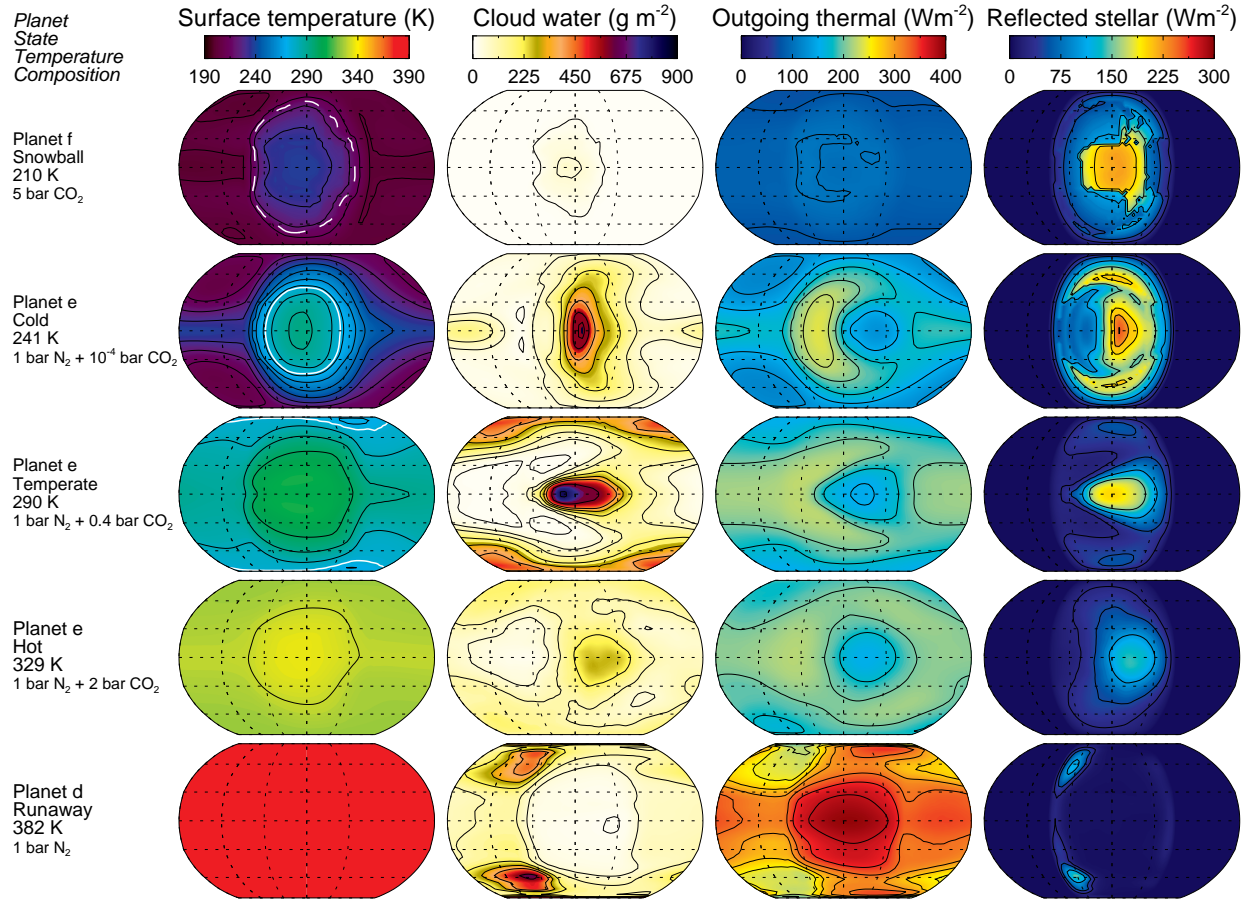 Planet
State
Temperature
Composition
Surface temperature (K)
190 240 290 340 390
Cloud water (g m⁻²)
0 225 450 675 900
Outgoing thermal (Wm⁻²)
0 100 200 300 400
Reflected stellar (Wm⁻²)
0 75 150 225 300
Planet f
Snowball
210 K
5 bar CO₂
Planet e
Cold
241 K
1 bar N₂ + 10⁻⁴ bar CO₂
Planet e
Temperate
290 K
1 bar N₂ + 0.4 bar CO₂
Planet e
Hot
329 K
1 bar N₂ + 2 bar CO₂
Planet d
Runaway
382 K
1 bar N₂